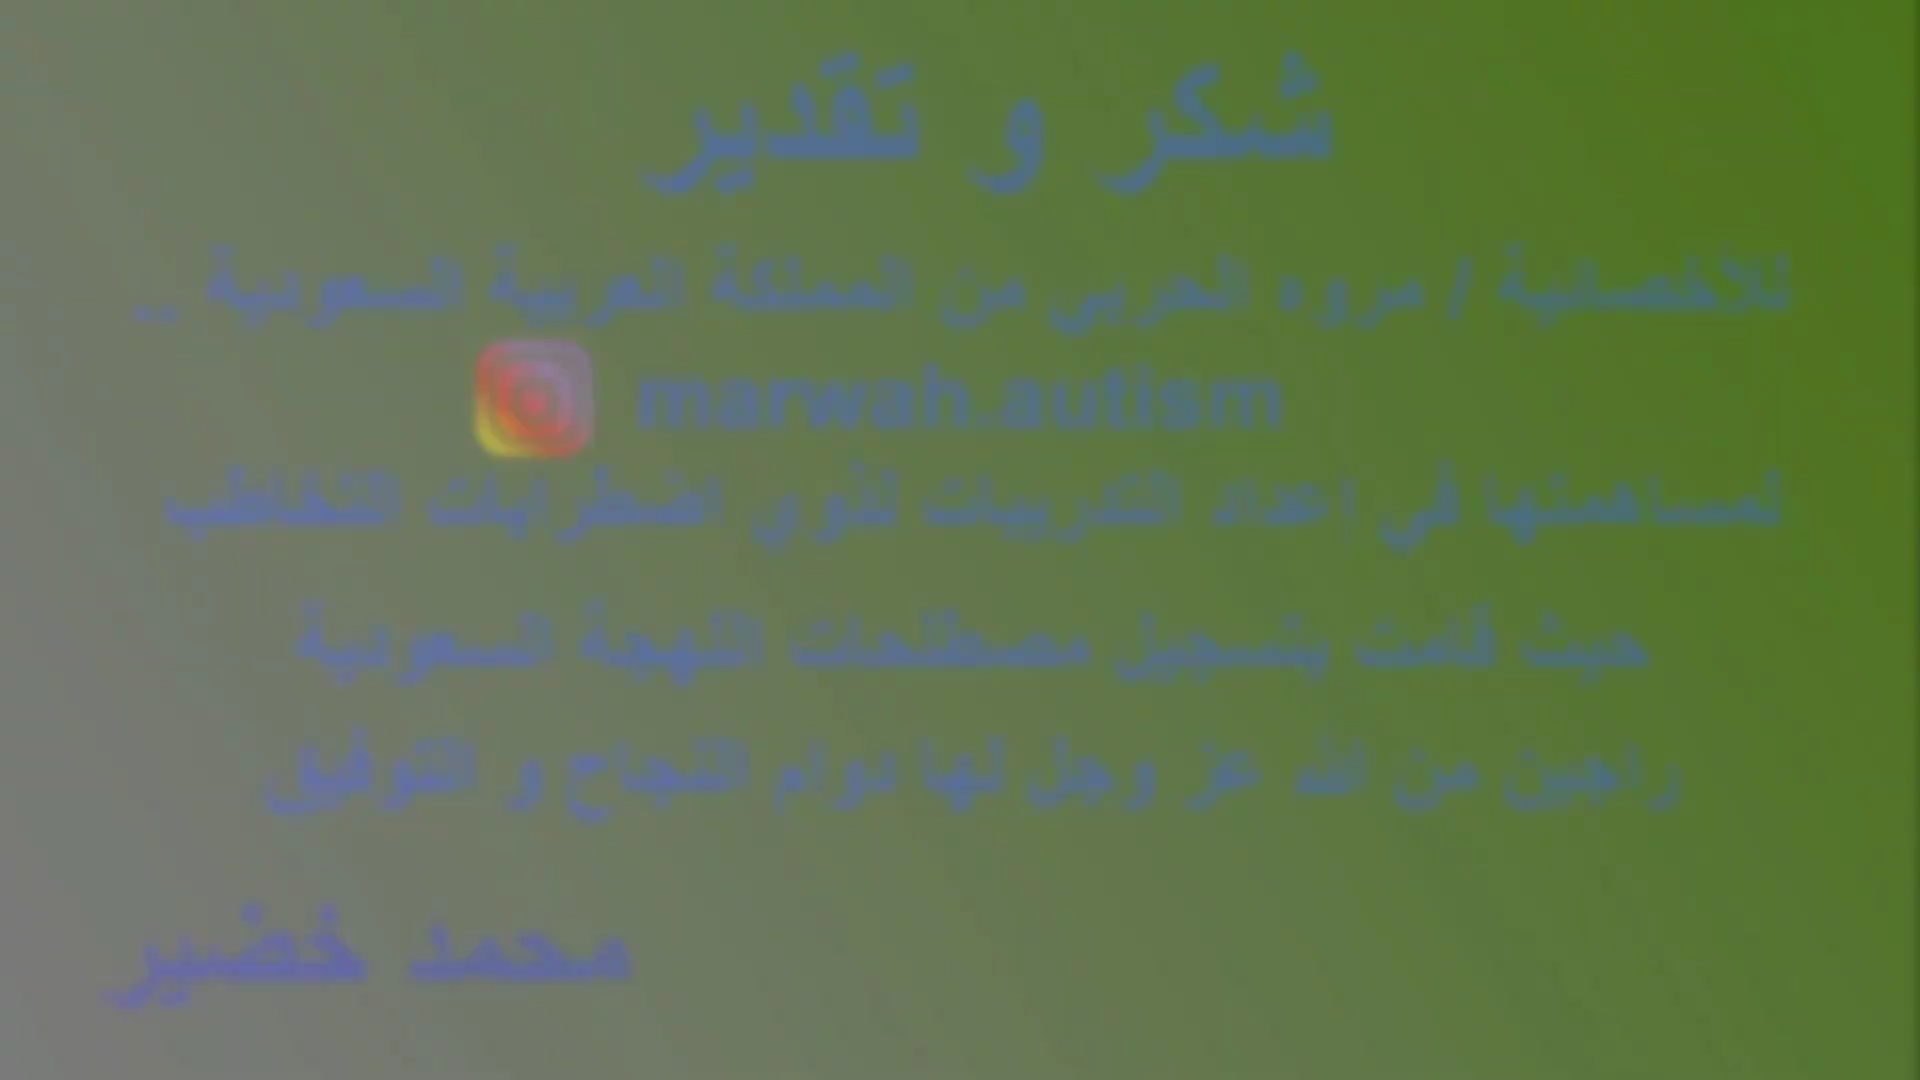 شكر و تقدير
للأخصائية / مروه الحربي من المملكة العربية السعودية ..
marwah.autism
لمساهمتها في إعداد التدريبات لذوي اضطرابات التخاطب
حيث قامت بتسجيل مصطلحات اللهجة السعودية
راجين من الله عز وجل لها دوام النجاح و التوفيق
محمد خضير